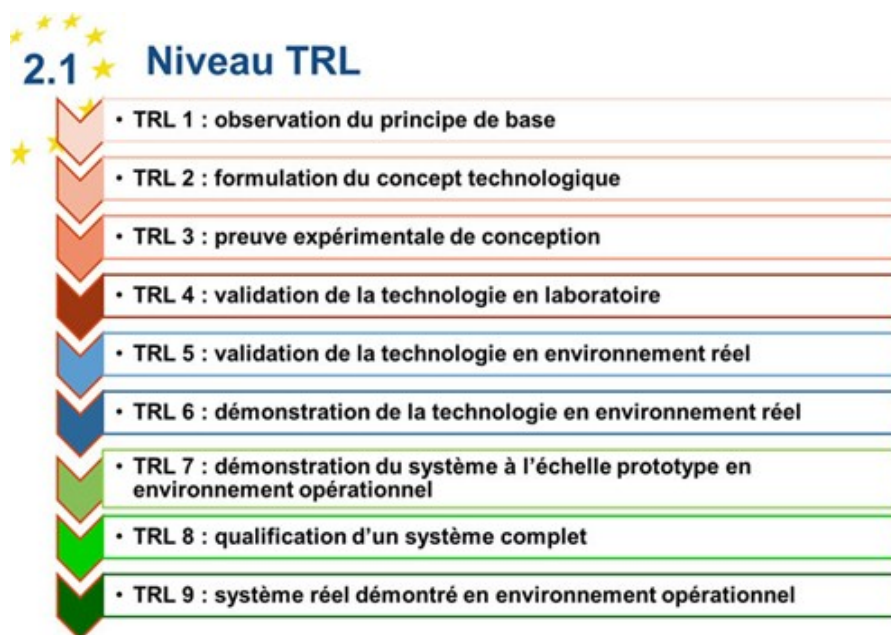 2.1 Niveau TRL
• TRL 1 : observation du principe de base
• TRL 2 : formulation du concept technologique
• TRL 3 : preuve expérimentale de conception
• TRL 4 : validation de la technologie en laboratoire
• TRL 5 : validation de la technologie en environnement réel
• TRL 6 : démonstration de la technologie en environnement réel
• TRL 7 : démonstration du système à l’échelle prototype en
environnement opérationnel
• TRL 8 : qualification d’un système complet
• TRL 9 : système réel démontré en environnement opérationnel